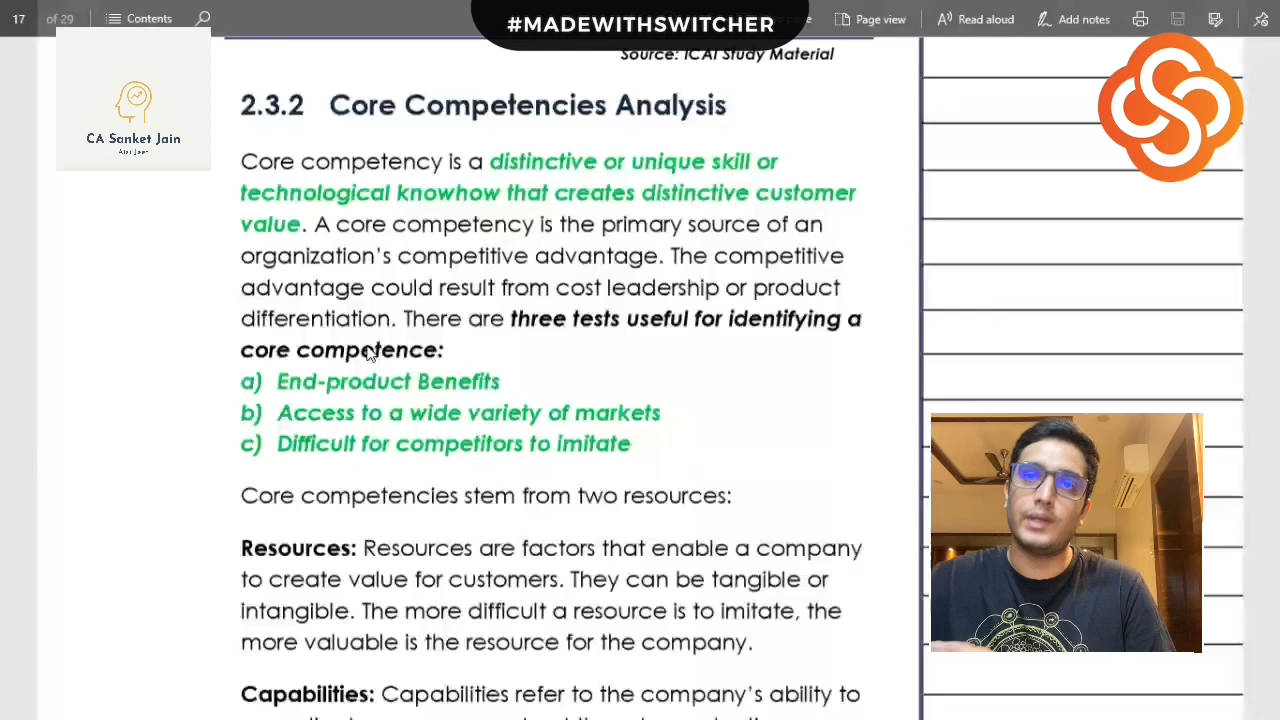 17 of 29 Contents #MADEWITHSWITCHER Page view Read aloud Add notes
Source: ICAI Study Material
CA Sanket Jain
2.3.2 Core Competencies Analysis
Core competency is a distinctive or unique skill or
technological knowhow that creates distinctive customer
value. A core competency is the primary source of an
organization's competitive advantage. The competitive
advantage could result from cost leadership or product
differentiation. There are three tests useful for identifying a
core competence:
a) End-product Benefits
b) Access to a wide variety of markets
c) Difficult for competitors to imitate
Core competencies stem from two resources:
Resources: Resources are factors that enable a company
to create value for customers. They can be tangible or
intangible. The more difficult a resource is to imitate, the
more valuable is the resource for the company.
Capabilities: Capabilities refer to the company's ability to